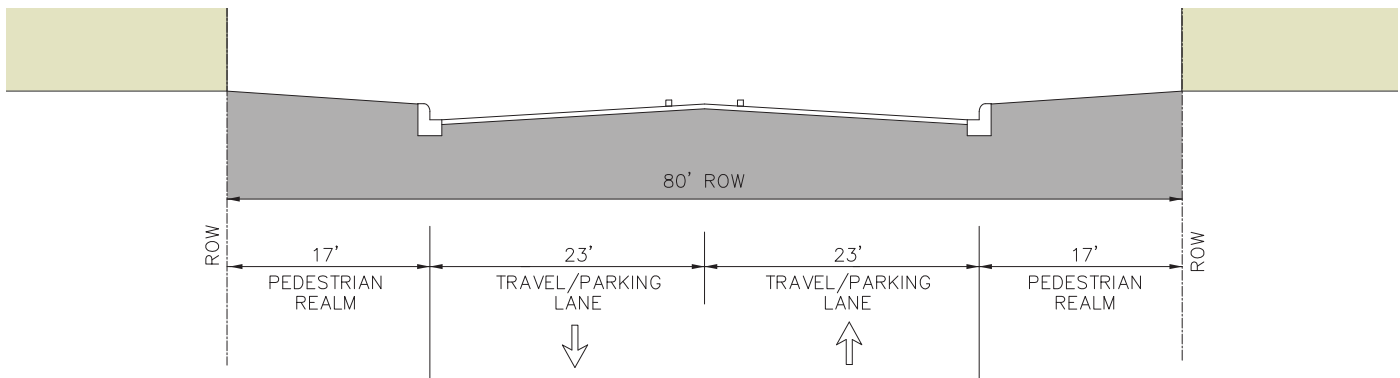 80' ROW
ROW
17'
PEDESTRIAN
REALM
23'
TRAVEL/PARKING
LANE
23'
TRAVEL/PARKING
LANE
17'
PEDESTRIAN
REALM
ROW